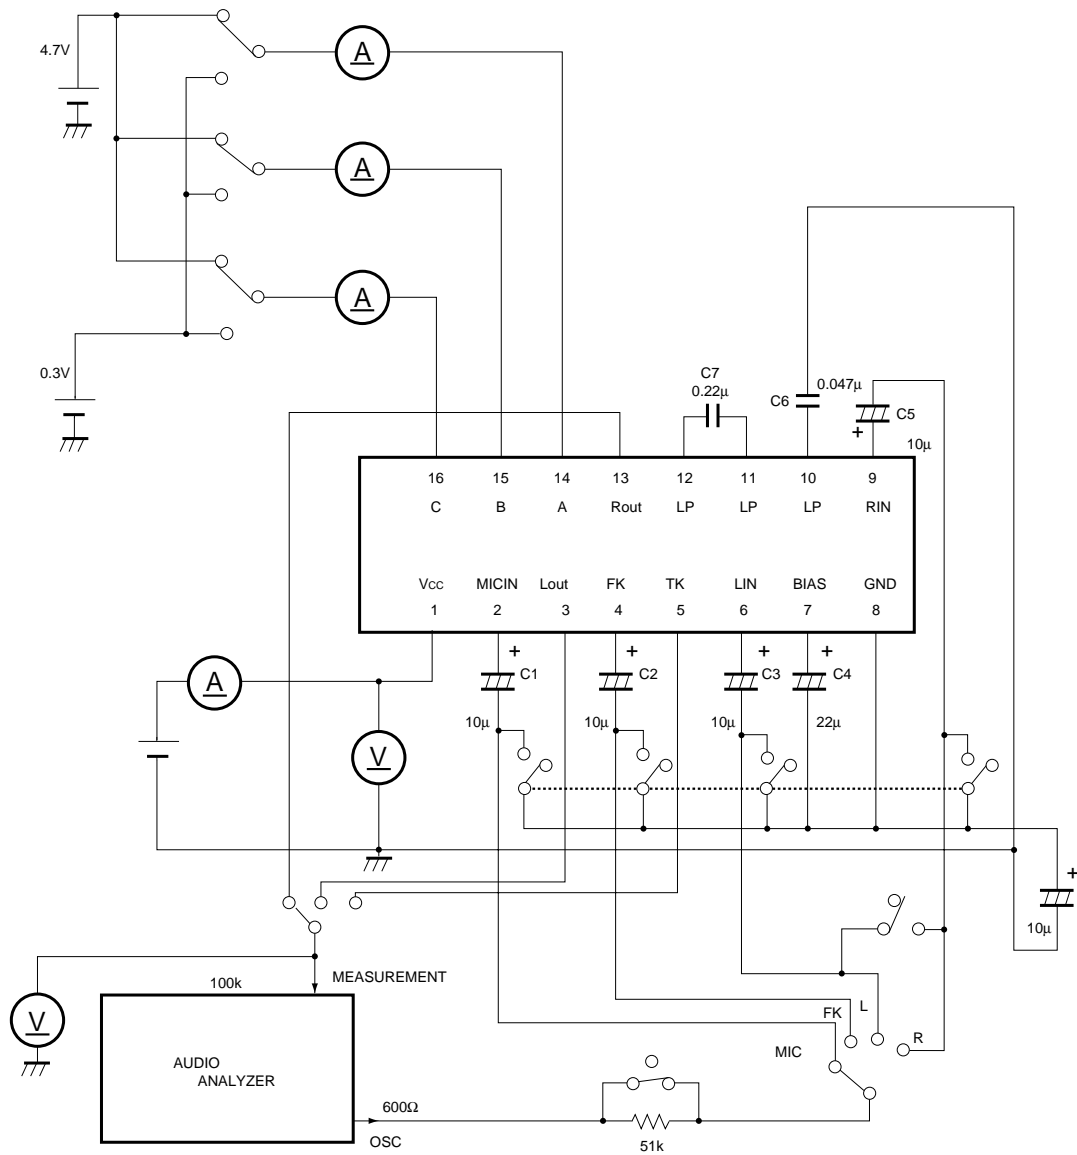 4.7V
A
A
A
0.3V
C7
0.22μ
C6
0.047μ
C5
+
10μ
16 15 14 13 12 11 10 9
C B A Rout LP LP LP RIN
Vcc MICIN Lout FK TK LIN BIAS GND
1 2 3 4 5 6 7 8
+ + + +
C1 C2 C3 C4
10μ 10μ 10μ 22μ
A
V
+
10μ
MEASUREMENT
100k
V
AUDIO
ANALYZER
600Ω
OSC
51k
MIC
FK
L
R